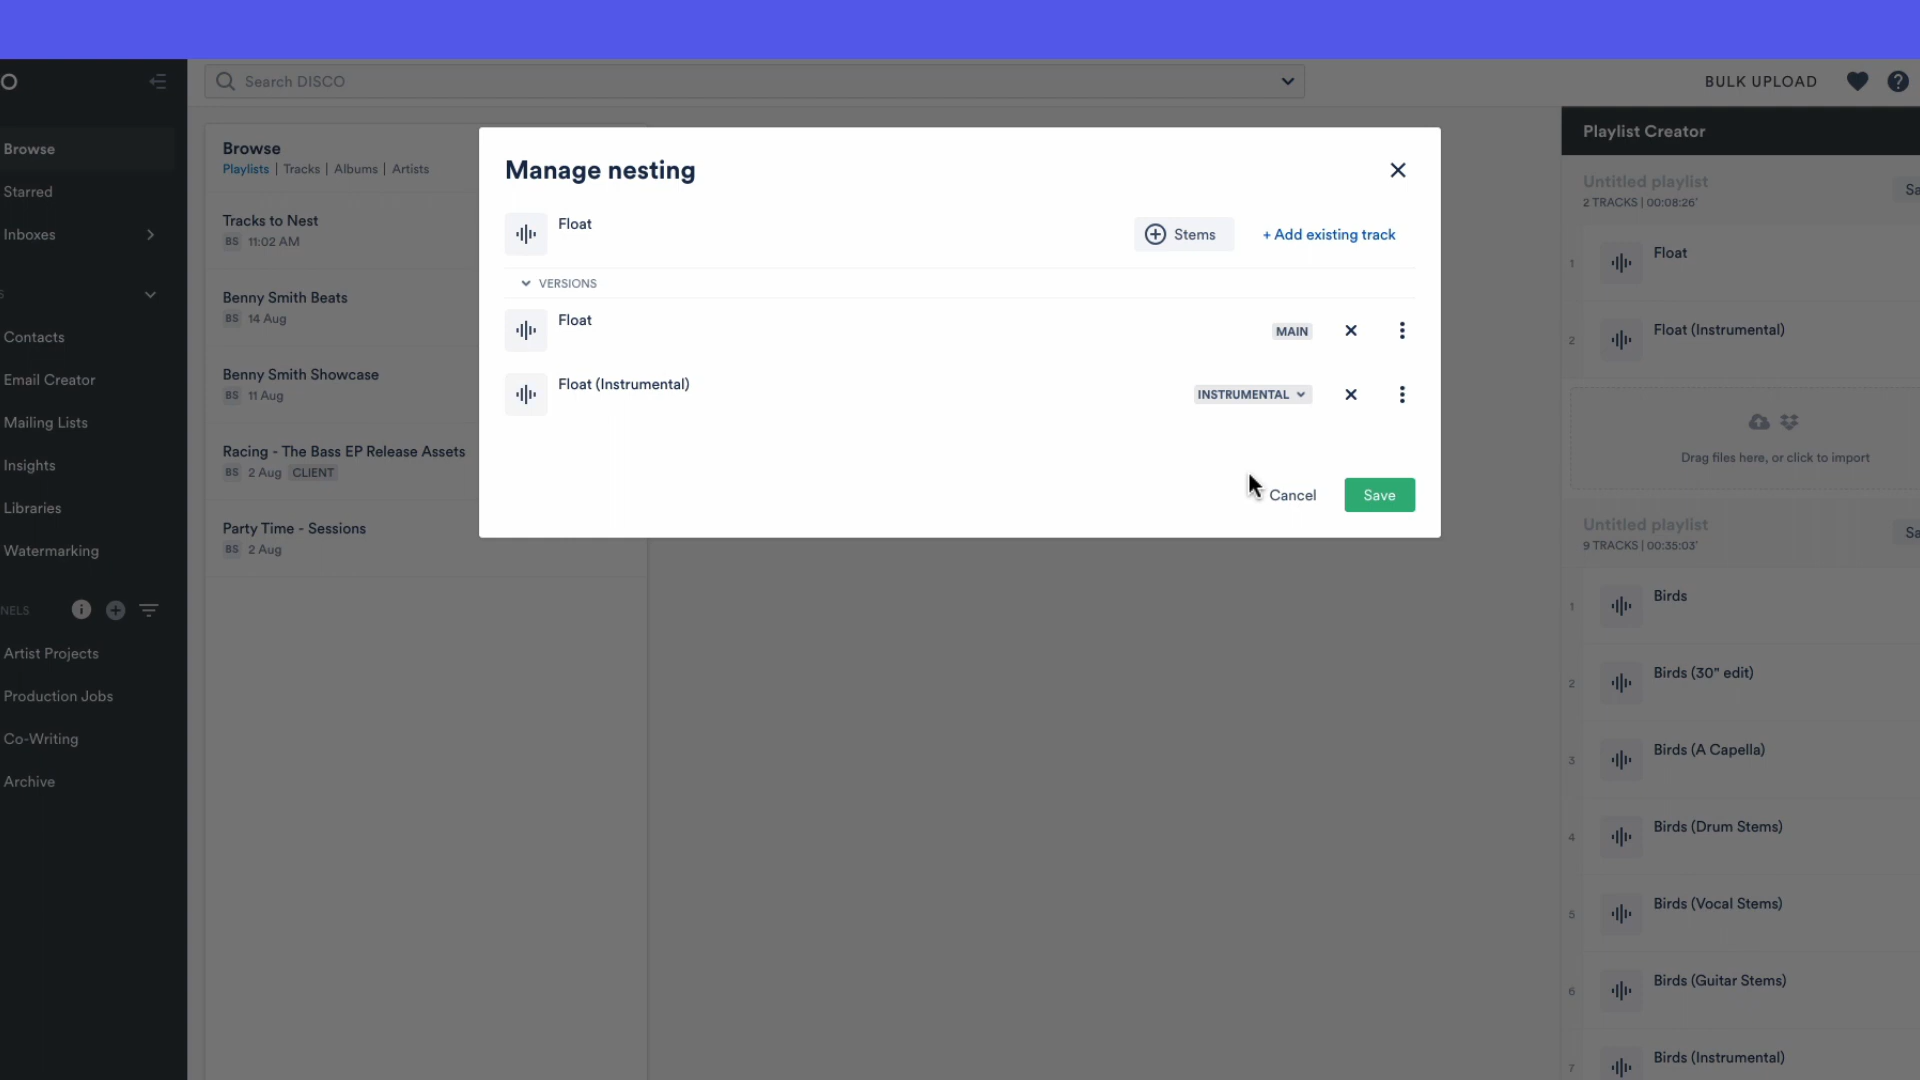 Search DISCO
BULK UPLOAD
Browse
Starred
Inboxes
Contacts
Email Creator
Mailing Lists
Insights
Libraries
Watermarking
NELS
Artist Projects
Production Jobs
Co-Writing
Archive
Browse
Playlists | Tracks | Albums | Artists
Tracks to Nest
BS 11:02 AM
Benny Smith Beats
BS 14 Aug
Benny Smith Showcase
BS 11 Aug
Racing - The Bass EP Release Assets
BS 2 Aug CLIENT
Party Time - Sessions
BS 2 Aug
Manage nesting
Float
Stems
+ Add existing track
VERSIONS
Float
MAIN
Float (Instrumental)
INSTRUMENTAL
Cancel
Save
Playlist Creator
Untitled playlist
Sa
2 TRACKS | 00:08:26'
1
Float
2
Float (Instrumental)
Drag files here, or click to import
Untitled playlist
Sa
9 TRACKS | 00:35:03'
1
Birds
2
Birds (30" edit)
3
Birds (A Capella)
4
Birds (Drum Stems)
5
Birds (Vocal Stems)
6
Birds (Guitar Stems)
7
Birds (Instrumental)